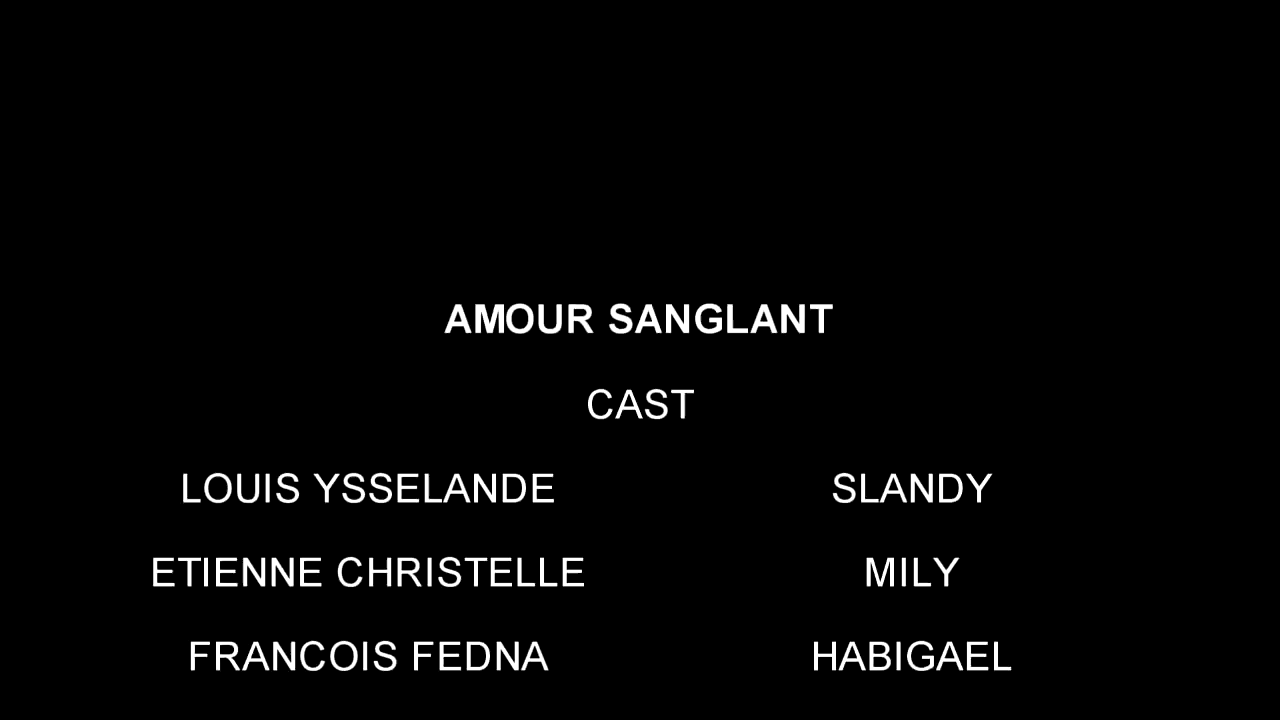 AMOUR SANGLANT
CAST
LOUIS YSSELANDE SLANDY
ETIENNE CHRISTELLE MILY
FRANCOIS FEDNA HABIGAEL